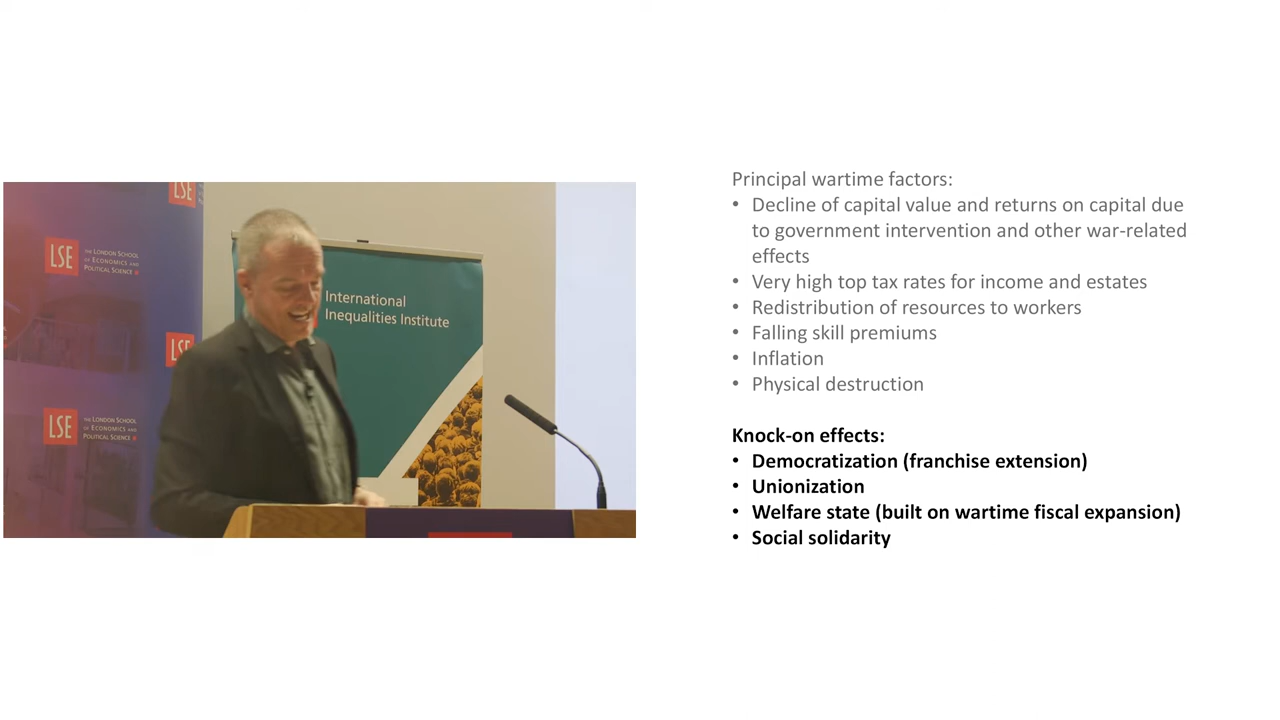 LSE
LSE
THE LONDON SCHOOL
OF ECONOMICS AND
POLITICAL SCIENCE
International
Inequalities Institute
LSE
LSE
THE LONDON SCHOOL
OF ECONOMICS AND
POLITICAL SCIENCE
Principal wartime factors:
• Decline of capital value and returns on capital due
to government intervention and other war-related
effects
• Very high top tax rates for income and estates
• Redistribution of resources to workers
• Falling skill premiums
• Inflation
• Physical destruction
Knock-on effects:
• Democratization (franchise extension)
• Unionization
• Welfare state (built on wartime fiscal expansion)
• Social solidarity